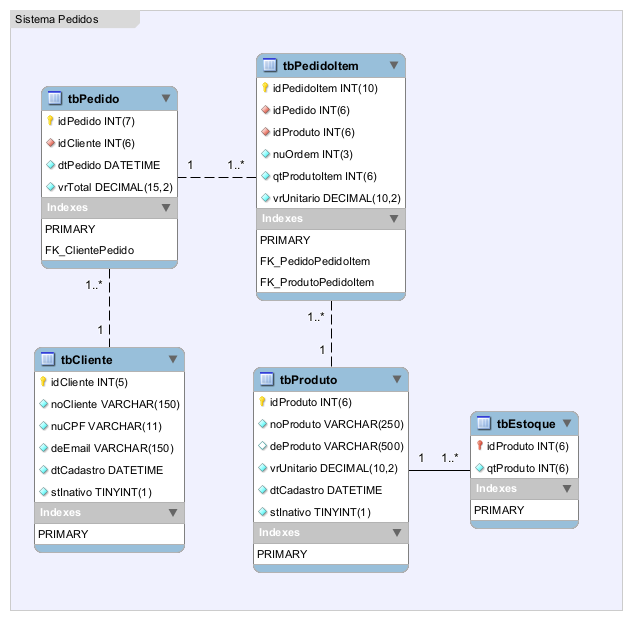 Sistema Pedidos
tbPedido
idPedido INT(7)
idCliente INT(6)
dtPedido DATETIME
vrTotal DECIMAL(15,2)
Indexes
PRIMARY
FK_ClientePedido
1
1..*
tbPedidoItem
idPedidoItem INT(10)
idPedido INT(6)
idProduto INT(6)
nuOrdem INT(3)
qtProdutoItem INT(6)
vrUnitario DECIMAL(10,2)
Indexes
PRIMARY
FK_PedidoPedidoItem
FK_ProdutoPedidoItem
1..*
1
tbCliente
idCliente INT(5)
noCliente VARCHAR(150)
nuCPF VARCHAR(11)
deEmail VARCHAR(150)
dtCadastro DATETIME
stInativo TINYINT(1)
Indexes
PRIMARY
1..*
1
tbProduto
idProduto INT(6)
noProduto VARCHAR(250)
deProduto VARCHAR(500)
vrUnitario DECIMAL(10,2)
dtCadastro DATETIME
stInativo TINYINT(1)
Indexes
PRIMARY
1
1..*
tbEstoque
idProduto INT(6)
qtProduto INT(6)
Indexes
PRIMARY